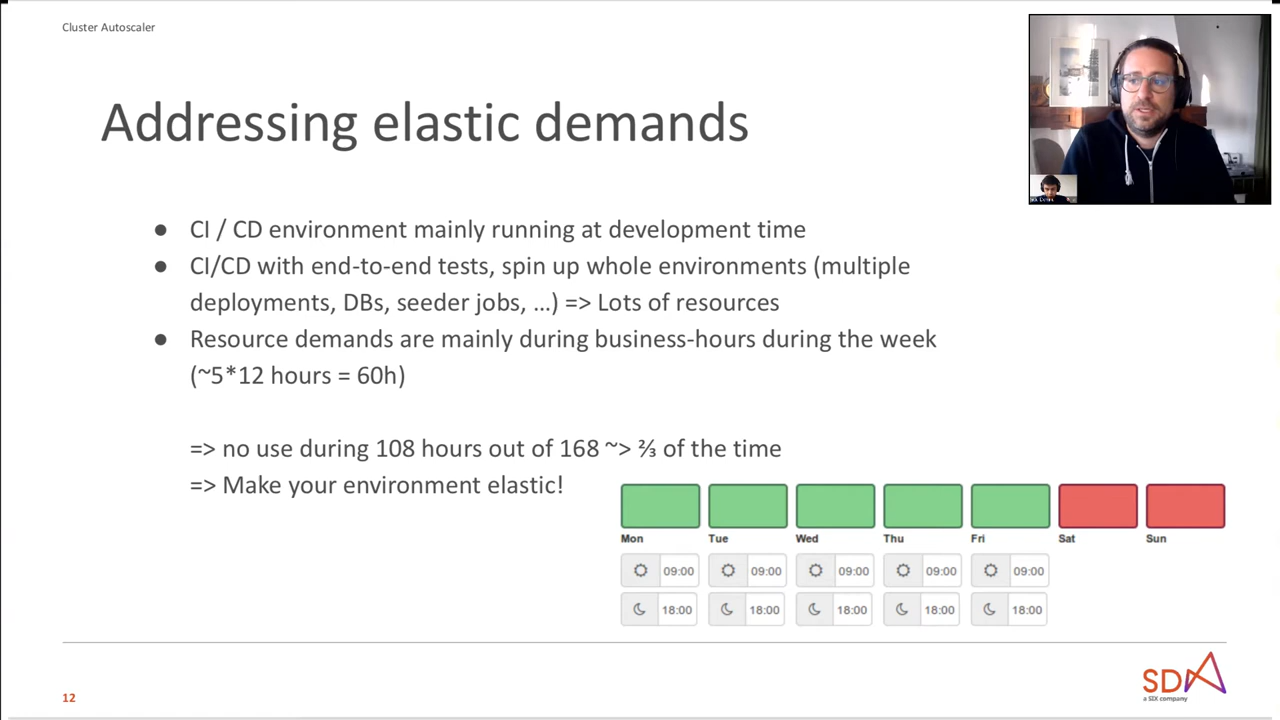 Cluster Autoscaler
Addressing elastic demands
● CI / CD environment mainly running at development time
● CI/CD with end-to-end tests, spin up whole environments (multiple
deployments, DBs, seeder jobs, ...) => Lots of resources
● Resource demands are mainly during business-hours during the week
(~5*12 hours = 60h)
=> no use during 108 hours out of 168 ~> ⅔ of the time
=> Make your environment elastic!
Mon Tue Wed Thu Fri Sat Sun
09:00 09:00 09:00 09:00 09:00
18:00 18:00 18:00 18:00 18:00
12
SDA
a SIX company